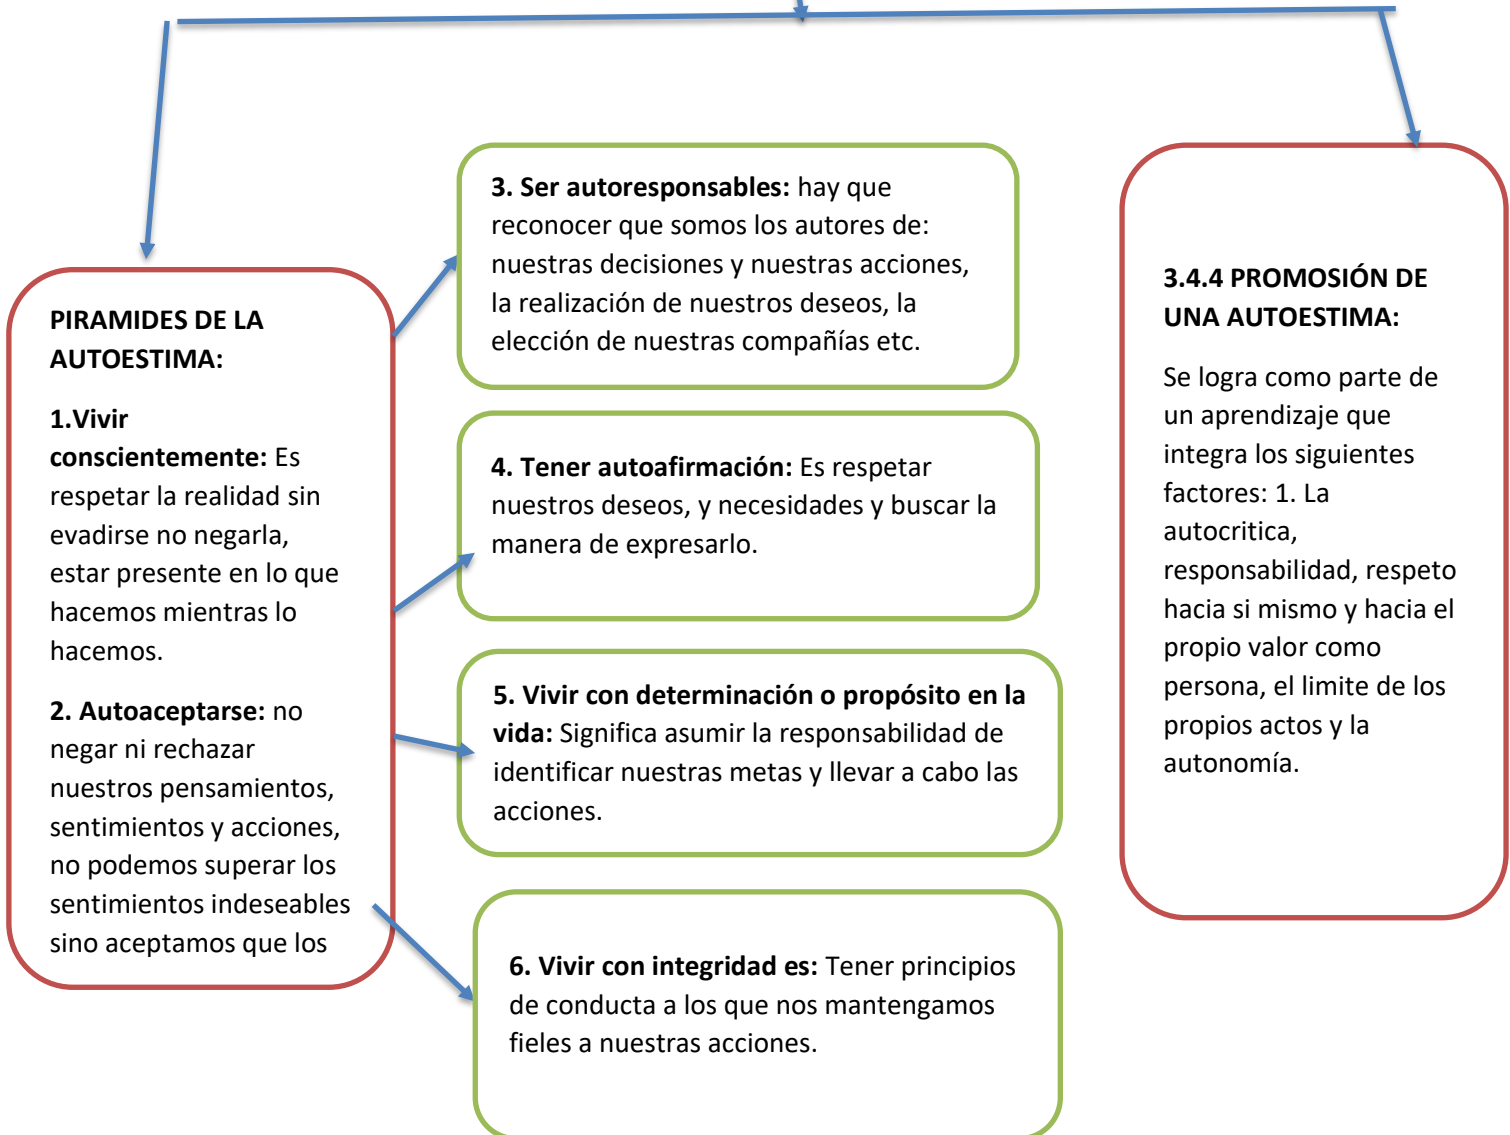 PIRAMIDES DE LA
AUTOESTIMA:
1.Vivir
conscientemente: Es
respetar la realidad sin
evadirse no negarla,
estar presente en lo que
hacemos mientras lo
hacemos.
2. Autoaceptarse: no
negar ni rechazar
nuestros pensamientos,
sentimientos y acciones,
no podemos superar los
sentimientos indeseables
sino aceptamos que los
3. Ser autoresponsables: hay que
reconocer que somos los autores de:
nuestras decisiones y nuestras acciones,
la realización de nuestros deseos, la
elección de nuestras compañías etc.
4. Tener autoafirmación: Es respetar
nuestros deseos, y necesidades y buscar la
manera de expresarlo.
5. Vivir con determinación o propósito en la
vida: Significa asumir la responsabilidad de
identificar nuestras metas y llevar a cabo las
acciones.
6. Vivir con integridad es: Tener principios
de conducta a los que nos mantengamos
fieles a nuestras acciones.
3.4.4 PROMOSIÓN DE
UNA AUTOESTIMA:
Se logra como parte de
un aprendizaje que
integra los siguientes
factores: 1. La
autocritica,
responsabilidad, respeto
hacia si mismo y hacia el
propio valor como
persona, el limite de los
propios actos y la
autonomía.